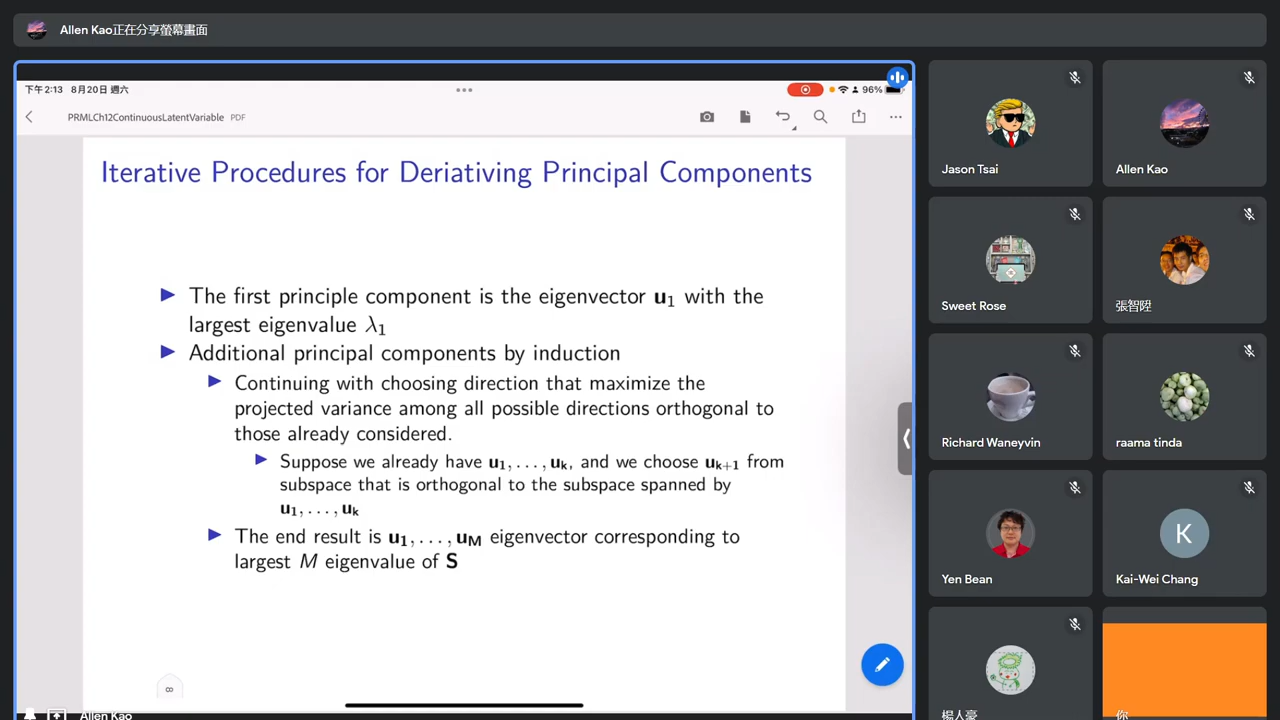 Allen Kao正在分享螢幕畫面
下午2:13 8月20日 週六
96%
PRMLCh12ContinuousLatentVariable PDF
Iterative Procedures for Deriativing Principal Components
The first principle component is the eigenvector u1 with the
largest eigenvalue λ1
Additional principal components by induction
Continuing with choosing direction that maximize the
projected variance among all possible directions orthogonal to
those already considered.
Suppose we already have u1, . . . , uk, and we choose uk+1 from
subspace that is orthogonal to the subspace spanned by
u1, . . . , uk
The end result is u1, . . . , uM eigenvector corresponding to
largest M eigenvalue of S
8
Allen Kao
Jason Tsai
Allen Kao
Sweet Rose
張智陞
Richard Waneyvin
raama tinda
Yen Bean
K
Kai-Wei Chang
楊人豪
你